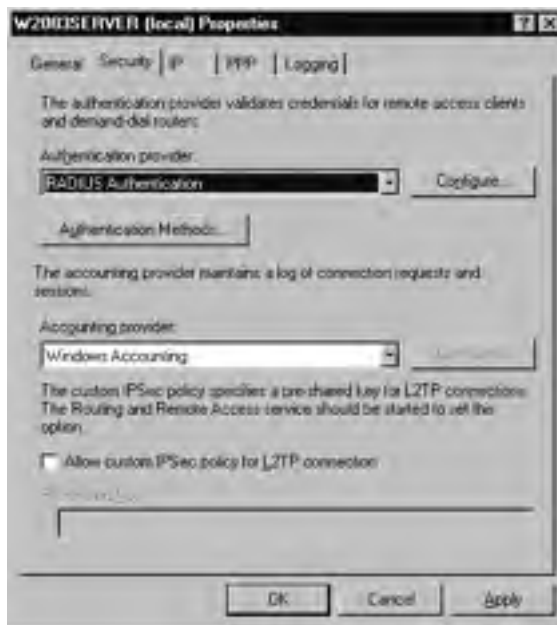 W2003SERVER (local) Properties
General Security IP PPP Logging
The authentication provider validates credentials for remote access clients
and demand-dial routers.
Authentication provider:
RADIUS Authentication
Configure...
Authentication Methods...
The accounting provider maintains a log of connection requests and
sessions.
Accounting provider:
Windows Accounting
The custom IPSec policy specifies a pre-shared key for L2TP connections.
The Routing and Remote Access service should be started to set this
option.
Allow custom IPSec policy for L2TP connection
OK Cancel Apply